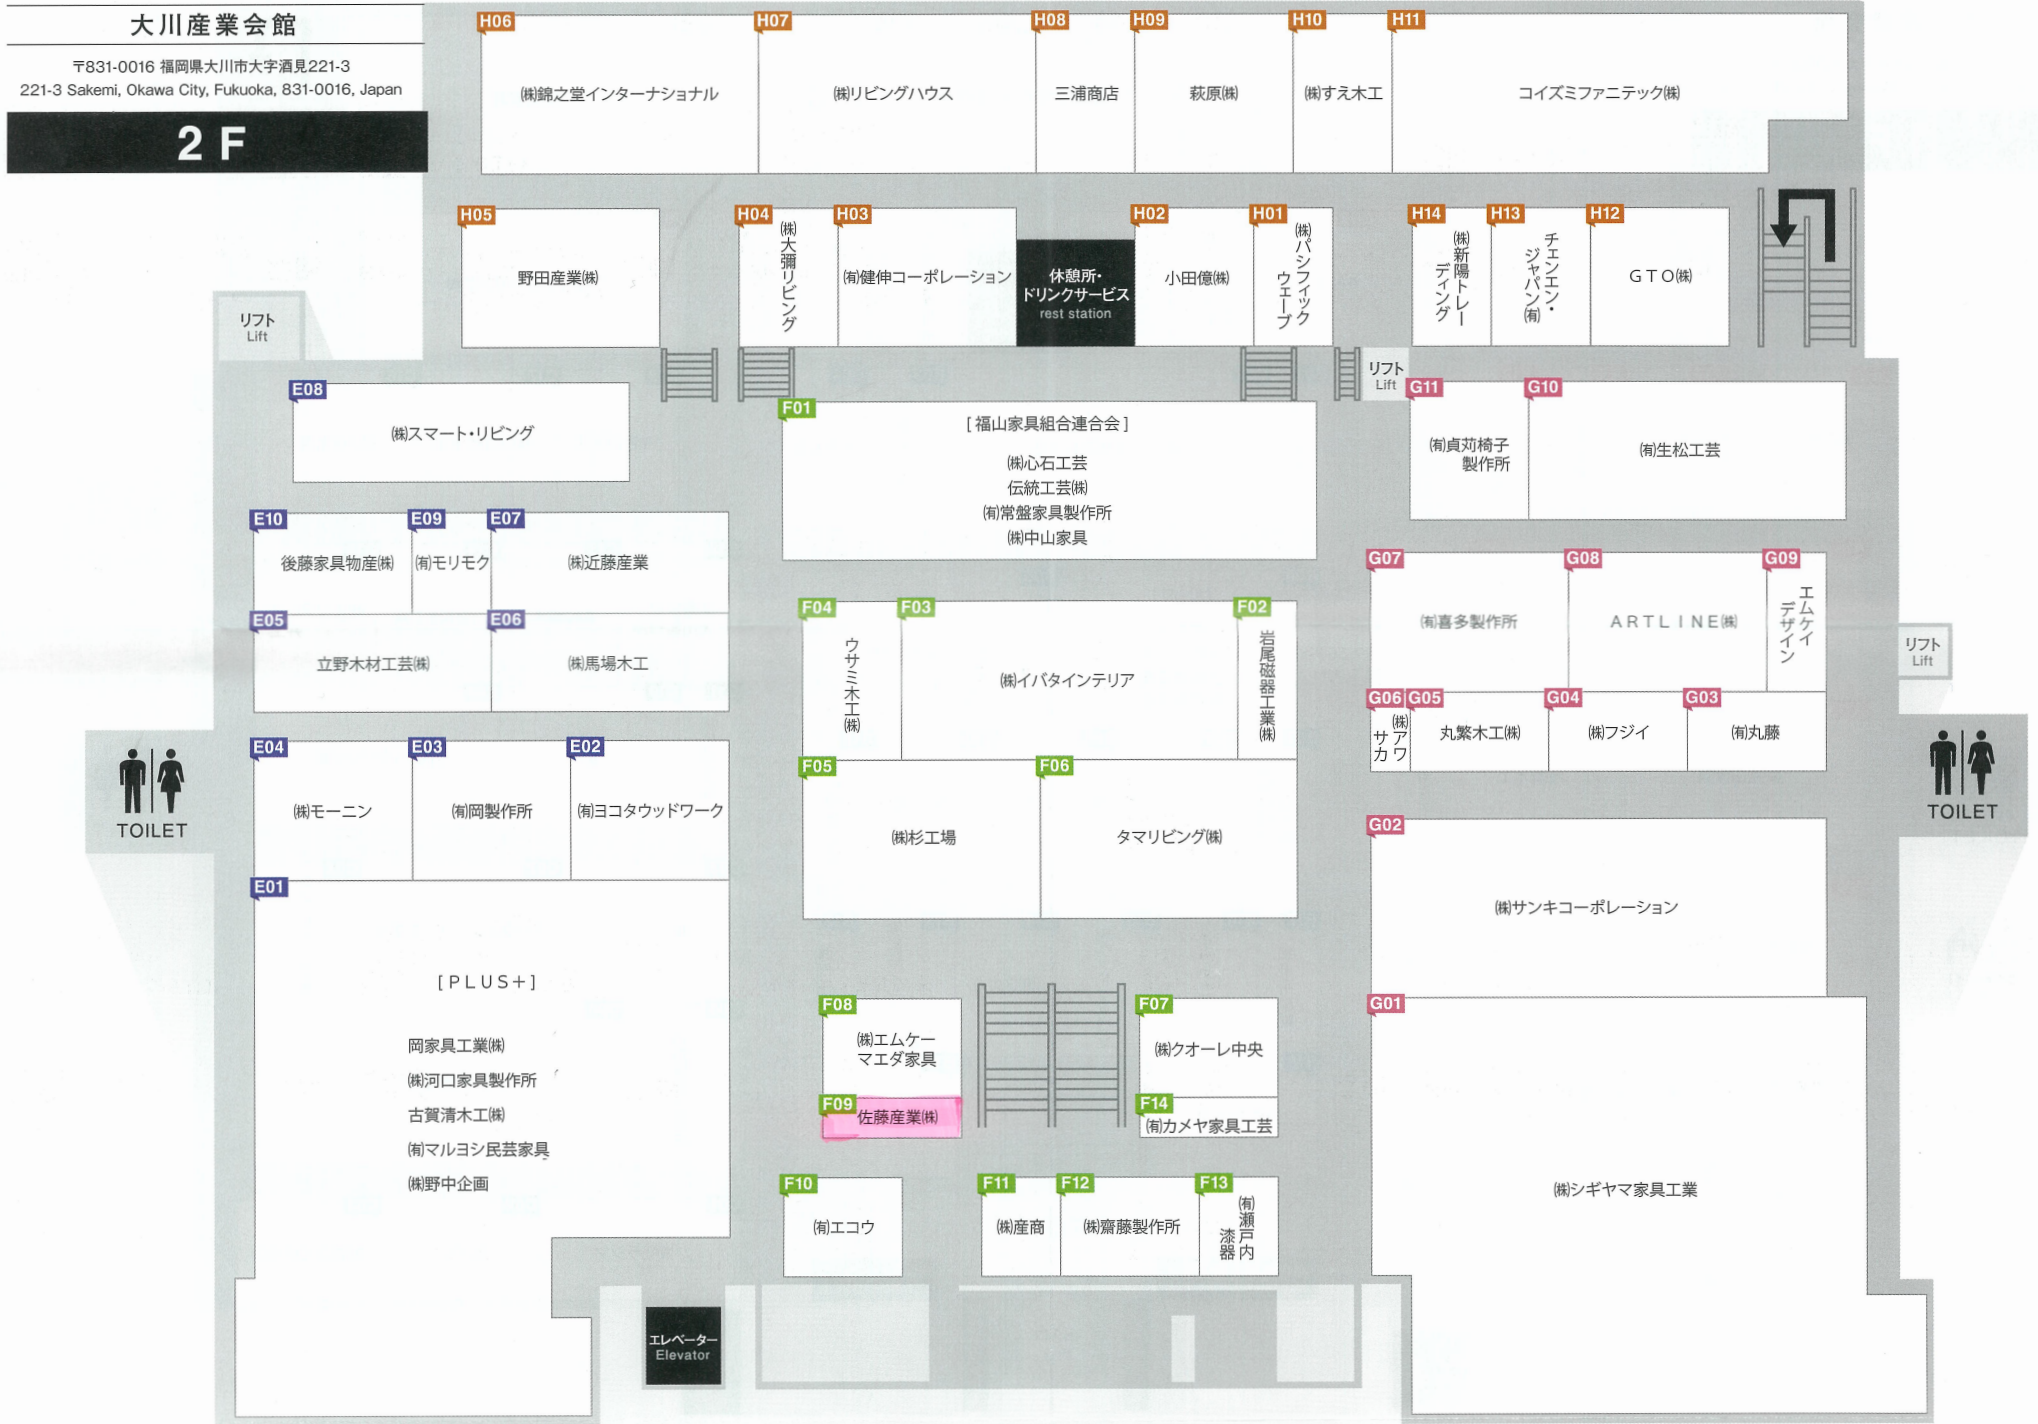 大川産業会館
〒831-0016 福岡県大川市大字酒見221-3
221-3 Sakemi, Okawa City, Fukuoka, 831-0016, Japan
2 F
H06
㈱錦之堂インターナショナル
H07
㈱リビングハウス
H08
三浦商店
H09
萩原㈱
H10
㈱すえ木工
H11
コイズミファニテック㈱
H05
野田産業㈱
H04
㈱大彌リビング
H03
㈲健伸コーポレーション
休憩所・
ドリンクサービス
rest station
H02
小田億㈱
H01
㈱パシフィック
ウェーブ
H14
㈱新陽トレー
ディング
H13
チェンエン・
ジャパン㈲
H12
GTO㈱
リフト
Lift
リフト
Lift
E08
㈱スマート・リビング
F01
[ 福山家具組合連合会 ]
㈱心石工芸
伝統工芸㈱
㈲常盤家具製作所
㈱中山家具
G11
㈲貞苅椅子
製作所
G10
㈲生松工芸
E10
後藤家具物産㈱
E09
㈲モリモク
E07
㈱近藤産業
E05
立野木材工芸㈱
E06
㈱馬場木工
F04
ウサミ木工㈱
F03
㈱イバタインテリア
F02
岩尾磁器工業㈱
G07
㈲喜多製作所
G08
ARTLINE㈱
G09
エムケイ
デザイン
リフト
Lift
G06
㈱アワ
サカ
G05
丸繁木工㈱
G04
㈱フジイ
G03
㈲丸藤
TOILET
E04
㈱モーニン
E03
㈲岡製作所
E02
㈲ヨコタウッドワーク
F05
㈱杉工場
F06
タマリビング㈱
TOILET
G02
㈱サンキコーポレーション
E01
[ PLUS+ ]
岡家具工業㈱
㈱河口家具製作所
古賀清木工㈱
㈲マルヨシ民芸家具
㈱野中企画
F08
㈱エムケー
マエダ家具
F09
佐藤産業㈱
F07
㈱クオーレ中央
F14
㈲カメヤ家具工芸
G01
㈱シギヤマ家具工業
F10
㈲エコウ
F11
㈱産商
F12
㈱齋藤製作所
F13
㈲瀬戸内
漆器
エレベーター
Elevator